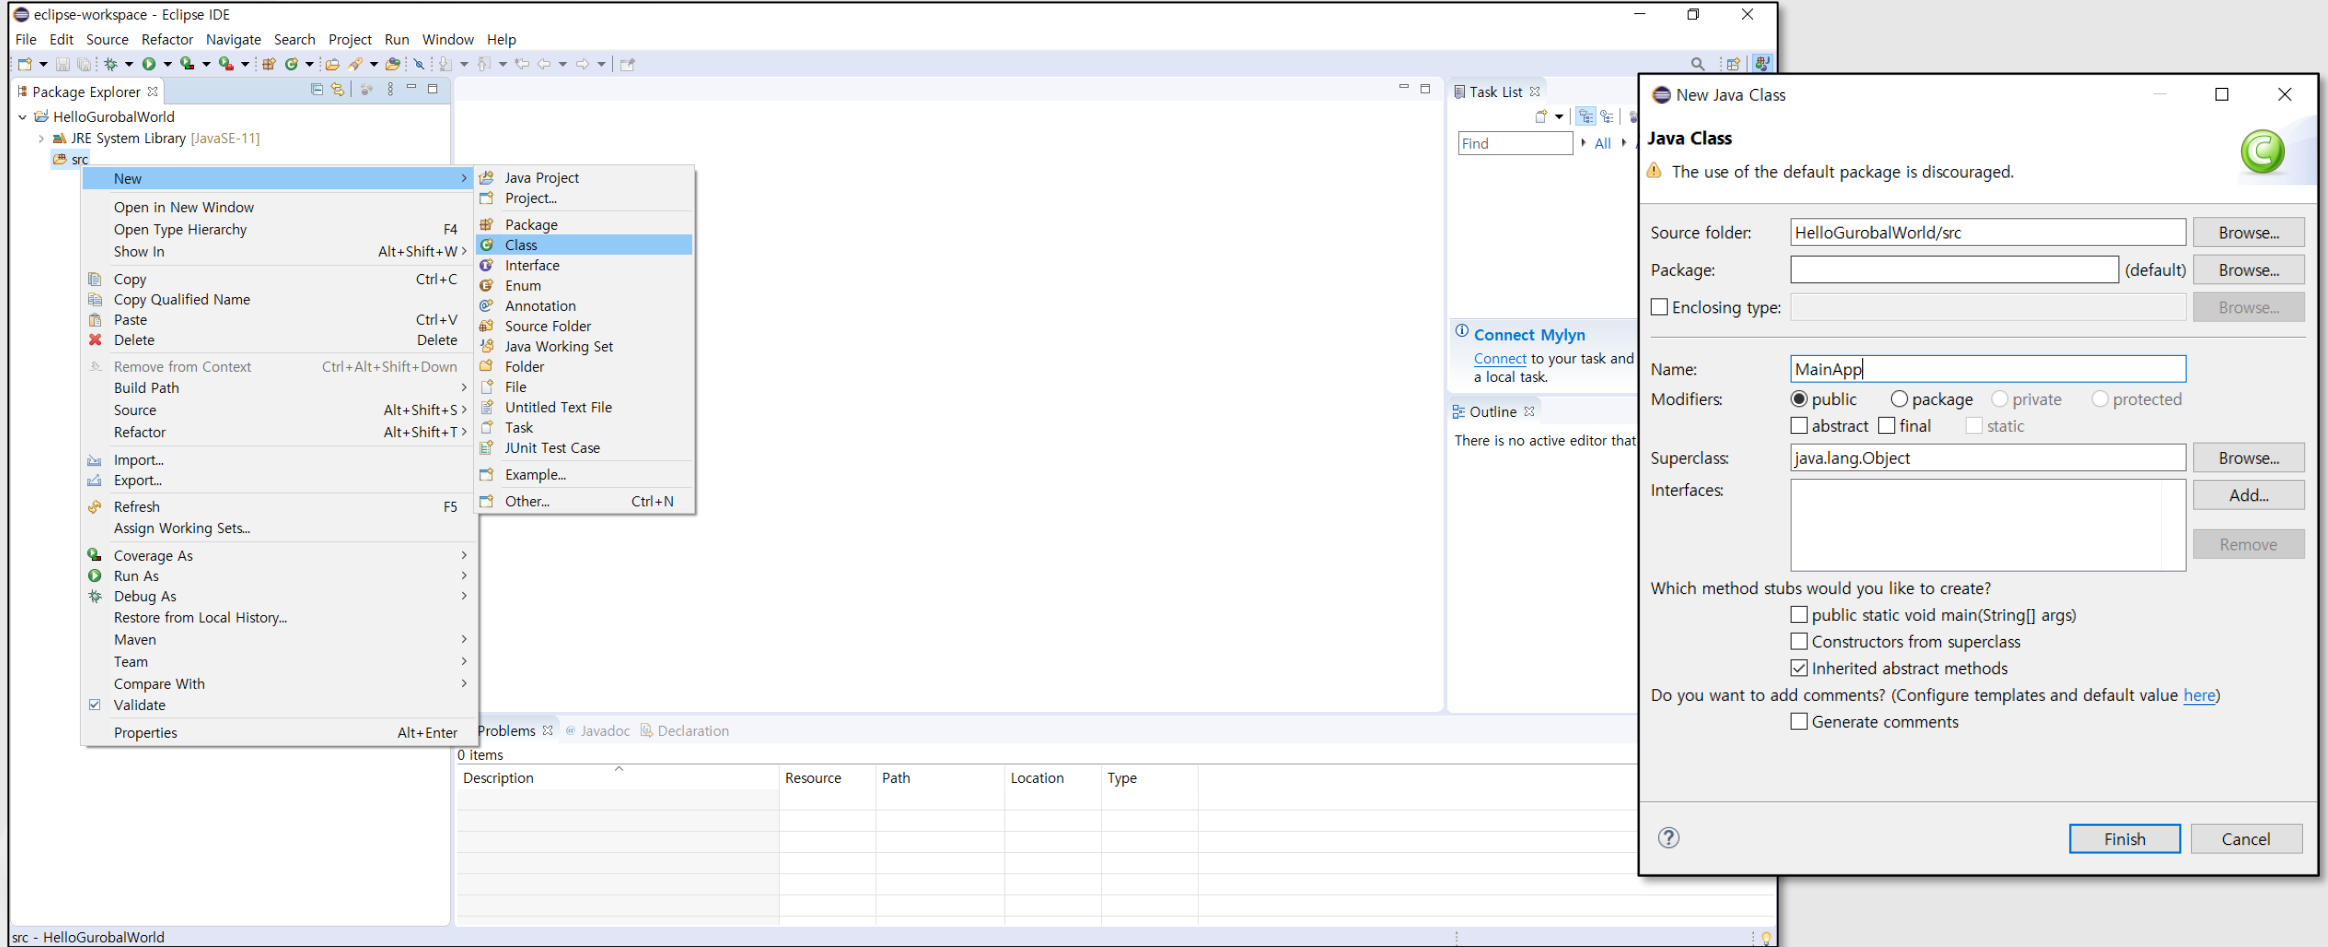 eclipse-workspace - Eclipse IDE
File Edit Source Refactor Navigate Search Project Run Window Help
Package Explorer
HelloGurobalWorld
JRE System Library [JavaSE-11]
src
New
Open in New Window
Open Type Hierarchy F4
Show In Alt+Shift+W
Copy Ctrl+C
Copy Qualified Name
Paste Ctrl+V
Delete Delete
Remove from Context Ctrl+Alt+Shift+Down
Build Path
Source Alt+Shift+S
Refactor Alt+Shift+T
Import...
Export...
Refresh F5
Assign Working Sets...
Coverage As
Run As
Debug As
Restore from Local History...
Maven
Team
Compare With
Validate
Properties Alt+Enter
Java Project
Project...
Package
Class
Interface
Enum
Annotation
Source Folder
Java Working Set
Folder
File
Untitled Text File
Task
JUnit Test Case
Example...
Other... Ctrl+N
Task List
Find All
Connect Mylyn
Connect to your task and
a local task.
Outline
There is no active editor that
Problems @ Javadoc Declaration
0 items
Description Resource Path Location Type
src - HelloGurobalWorld
New Java Class
Java Class
The use of the default package is discouraged.
Source folder: HelloGurobalWorld/src Browse...
Package: (default) Browse...
Enclosing type: Browse...
Name: MainApp
Modifiers: public package private protected
abstract final static
Superclass: java.lang.Object Browse...
Interfaces: Add...
Remove
Which method stubs would you like to create?
public static void main(String[] args)
Constructors from superclass
Inherited abstract methods
Do you want to add comments? (Configure templates and default value here)
Generate comments
Finish Cancel